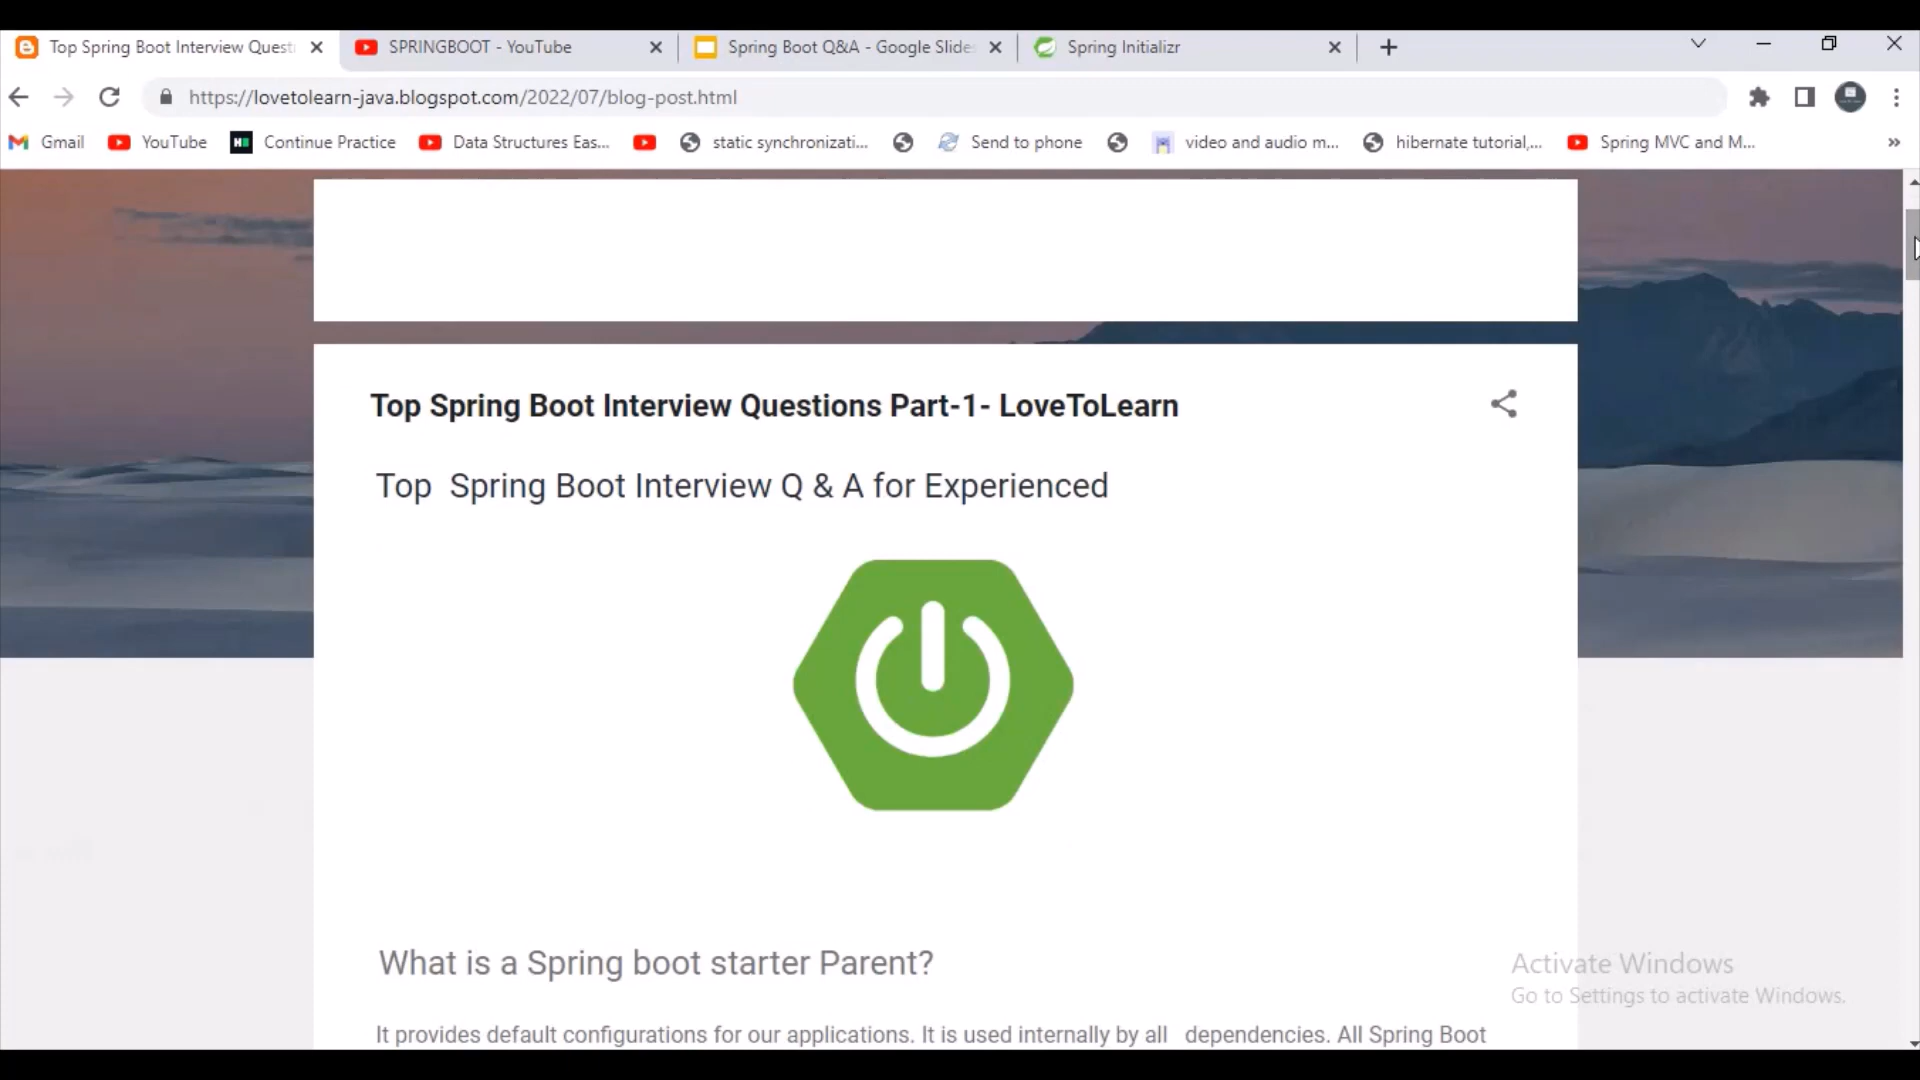 Top Spring Boot Interview Quest
SPRINGBOOT - YouTube
Spring Boot Q&A - Google Slide
Spring Initializr
https://lovetolearn-java.blogspot.com/2022/07/blog-post.html
Gmail
YouTube
Continue Practice
Data Structures Eas...
static synchronizati...
Send to phone
video and audio m...
hibernate tutorial,...
Spring MVC and M...
Top Spring Boot Interview Questions Part-1- LoveToLearn
Top Spring Boot Interview Q & A for Experienced
What is a Spring boot starter Parent?
It provides default configurations for our applications. It is used internally by all dependencies. All Spring Boot
Activate Windows
Go to Settings to activate Windows.